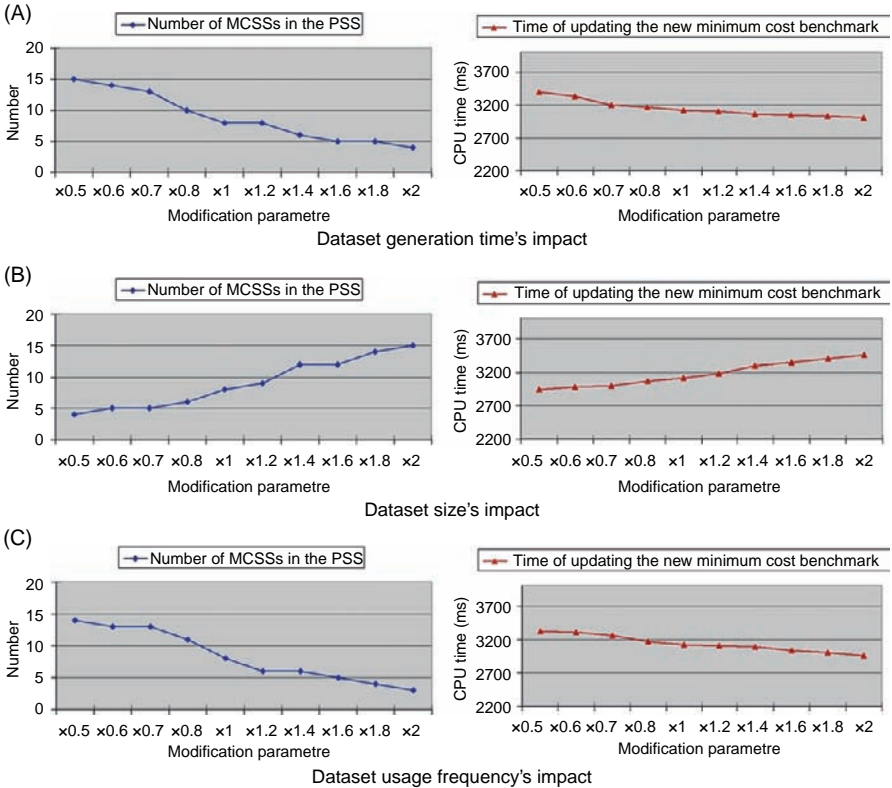 (A)
Number of MCSSs in the PSS
Number
20
15
10
5
0
×0.5 ×0.6 ×0.7 ×0.8 ×1 ×1.2 ×1.4 ×1.6 ×1.8 ×2
Modification parametre
Time of updating the new minimum cost benchmark
CPU time (ms)
3700
3200
2700
2200
×0.5 ×0.6 ×0.7 ×0.8 ×1 ×1.2 ×1.4 ×1.6 ×1.8 ×2
Modification parametre
Dataset generation time's impact
(B)
Number of MCSSs in the PSS
Number
20
15
10
5
0
×0.5 ×0.6 ×0.7 ×0.8 ×1 ×1.2 ×1.4 ×1.6 ×1.8 ×2
Modification parametre
Time of updating the new minimum cost benchmark
CPU time (ms)
3700
3200
2700
2200
×0.5 ×0.6 ×0.7 ×0.8 ×1 ×1.2 ×1.4 ×1.6 ×1.8 ×2
Modification parametre
Dataset size's impact
(C)
Number of MCSSs in the PSS
Number
20
15
10
5
0
×0.5 ×0.6 ×0.7 ×0.8 ×1 ×1.2 ×1.4 ×1.6 ×1.8 ×2
Modification parametre
Time of updating the new minimum cost benchmark
CPU time (ms)
3700
3200
2700
2200
×0.5 ×0.6 ×0.7 ×0.8 ×1 ×1.2 ×1.4 ×1.6 ×1.8 ×2
Modification parametre
Dataset usage frequency's impact